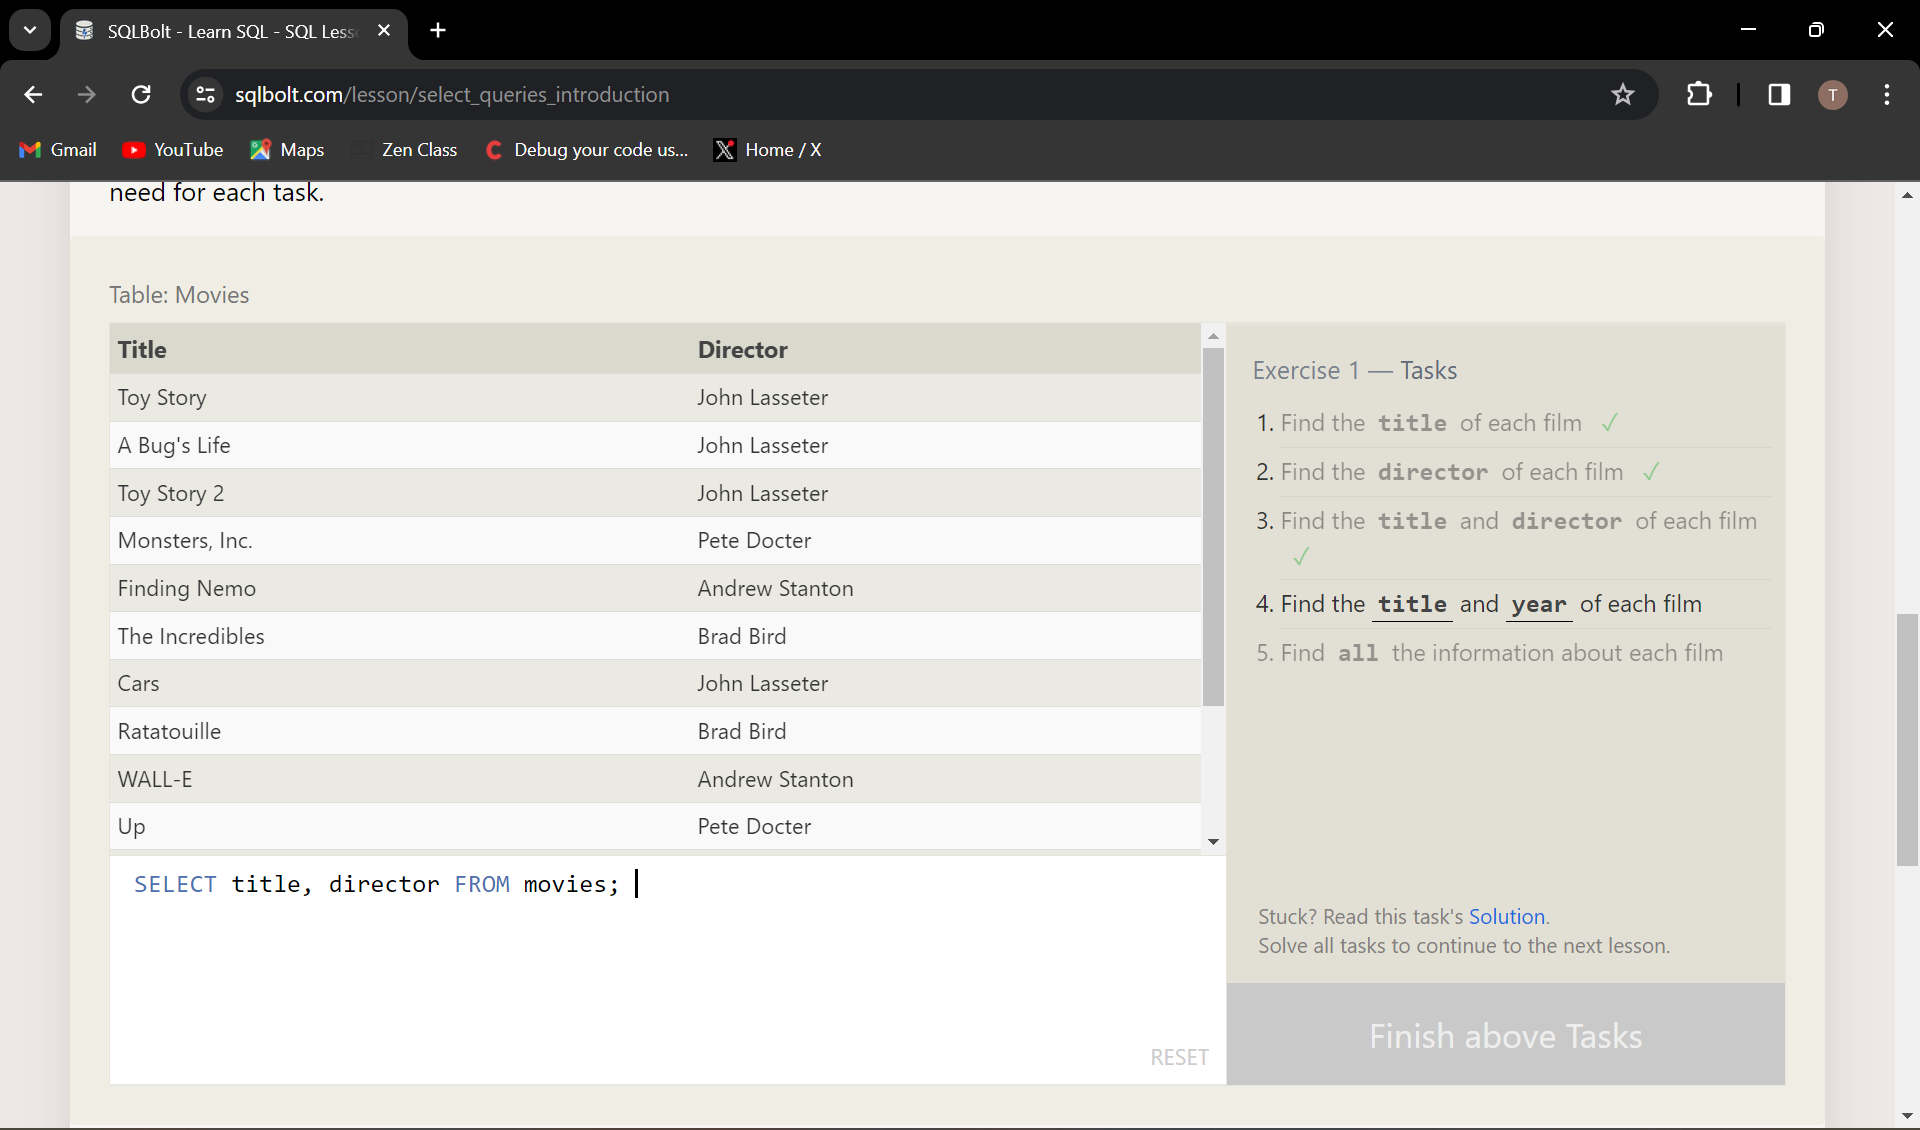 SQLBolt - Learn SQL - SQL Less
sqlbolt.com/lesson/select_queries_introduction
T
Gmail
YouTube
Maps
Zen Class
Debug your code us...
Home / X
need for each task.
Table: Movies
Title Director
Toy Story John Lasseter
A Bug's Life John Lasseter
Toy Story 2 John Lasseter
Monsters, Inc. Pete Docter
Finding Nemo Andrew Stanton
The Incredibles Brad Bird
Cars John Lasseter
Ratatouille Brad Bird
WALL-E Andrew Stanton
Up Pete Docter
SELECT title, director FROM movies;
RESET
Exercise 1 — Tasks
1. Find the title of each film ✓
2. Find the director of each film ✓
3. Find the title and director of each film
✓
4. Find the title and year of each film
5. Find all the information about each film
Stuck? Read this task's Solution.
Solve all tasks to continue to the next lesson.
Finish above Tasks